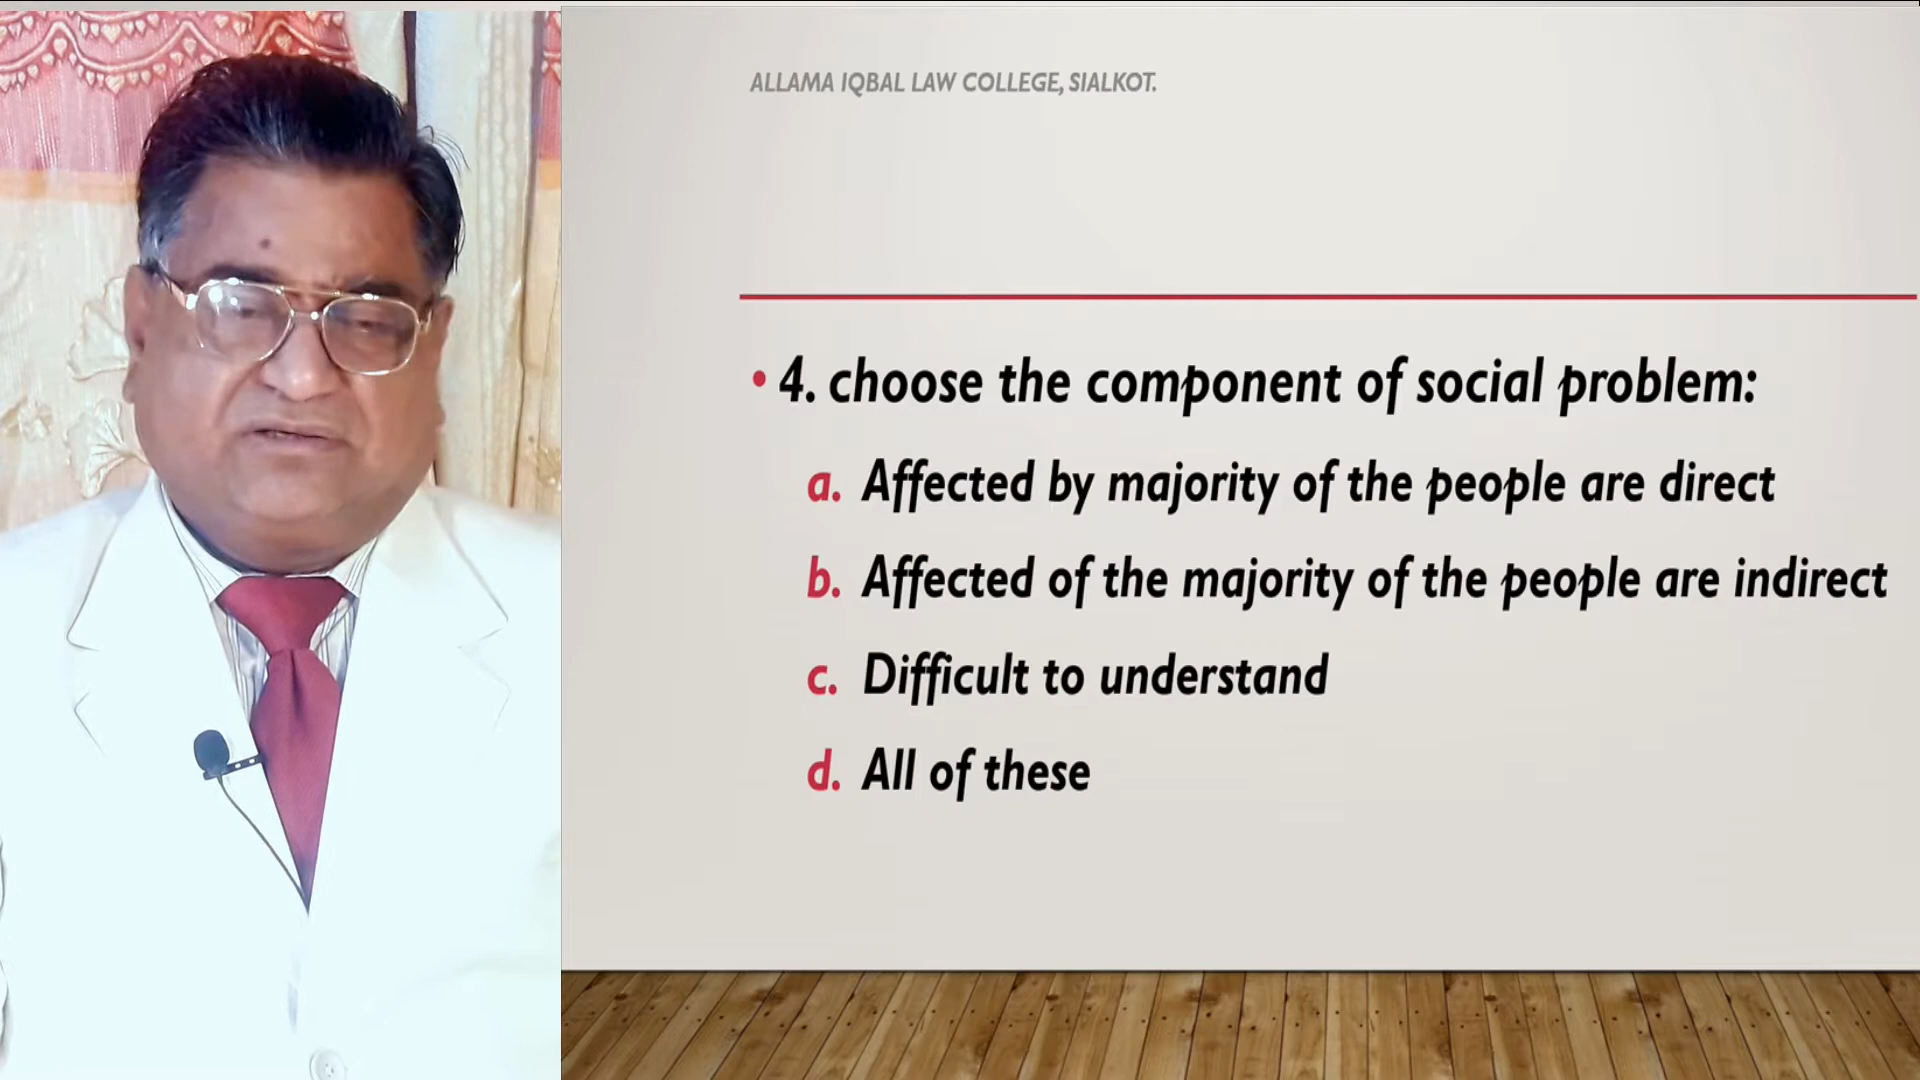 ALLAMA IQBAL LAW COLLEGE, SIALKOT.
• 4. choose the component of social problem:
a. Affected by majority of the people are direct
b. Affected of the majority of the people are indirect
c. Difficult to understand
d. All of these